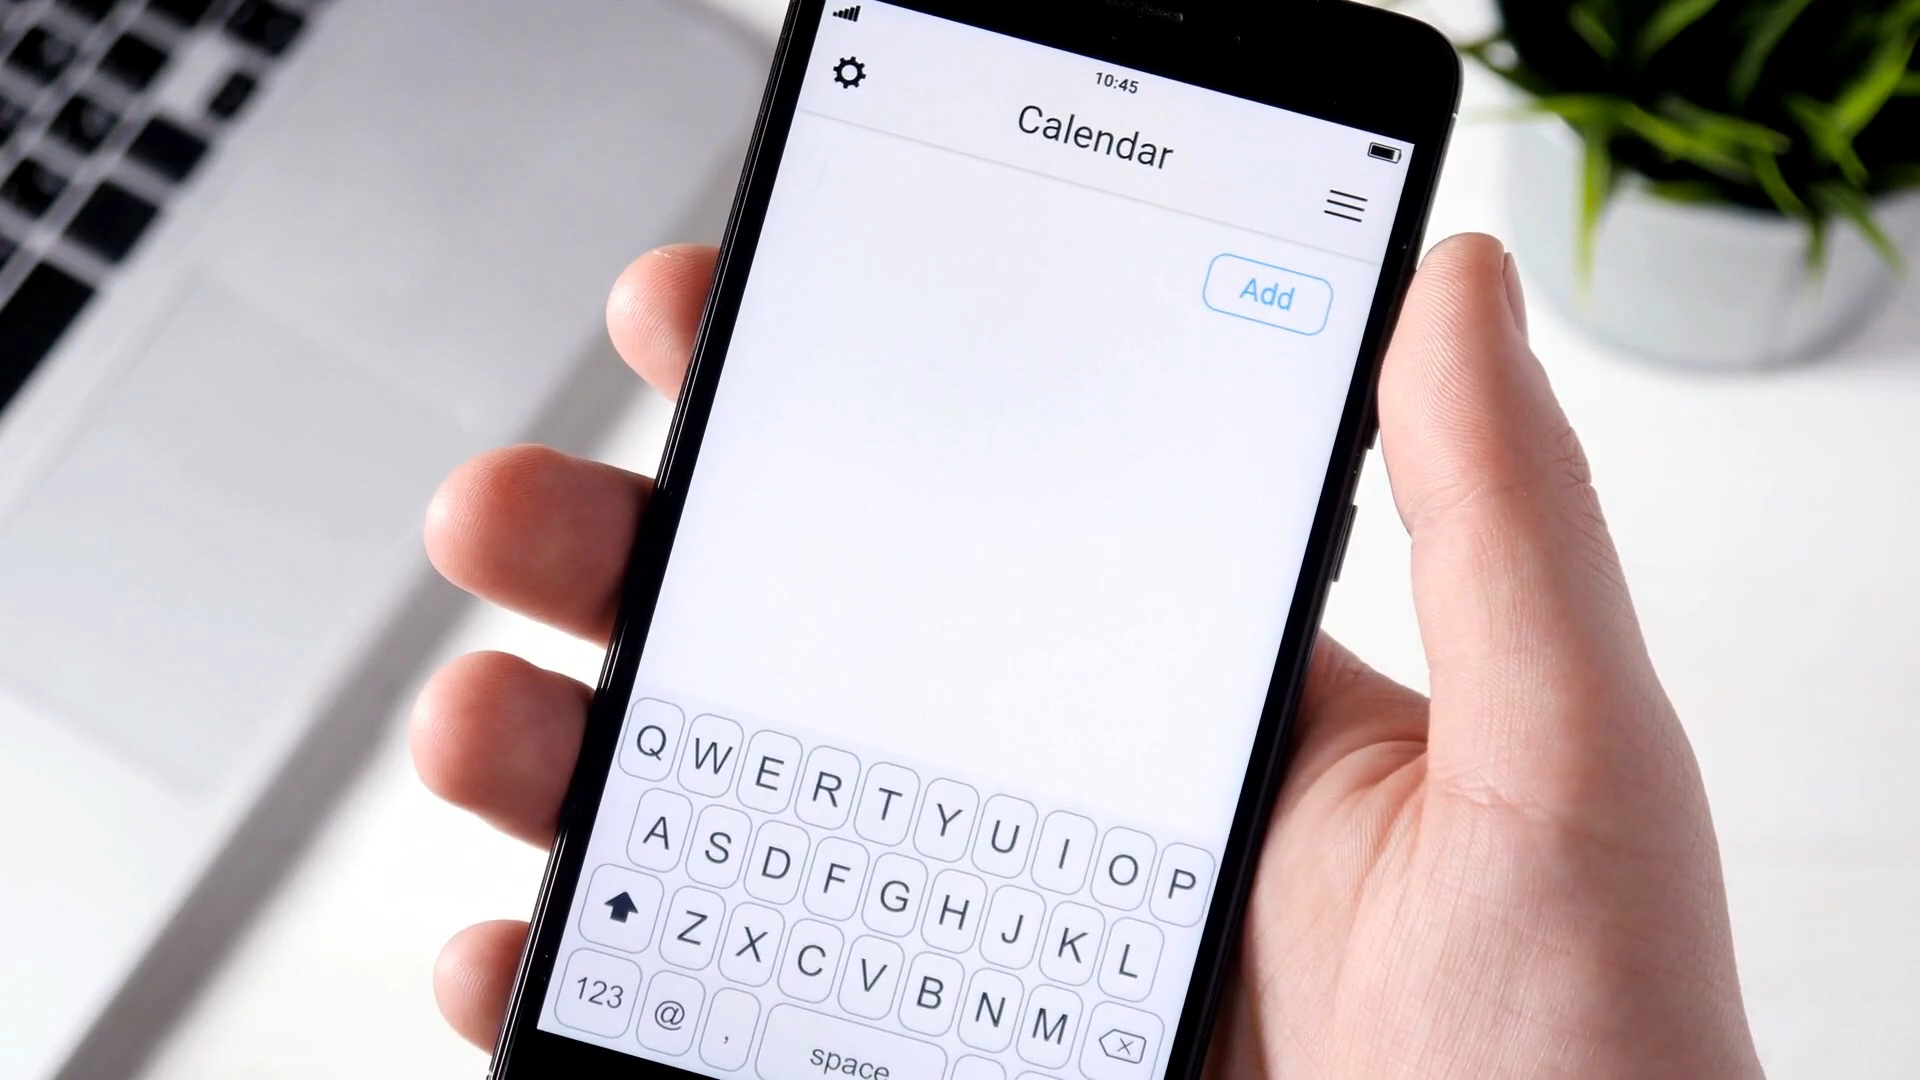 10:45
Calendar
Add
Q W E R T Y U I O P
A S D F G H J K L
Z X C V B N M
123 @ , space